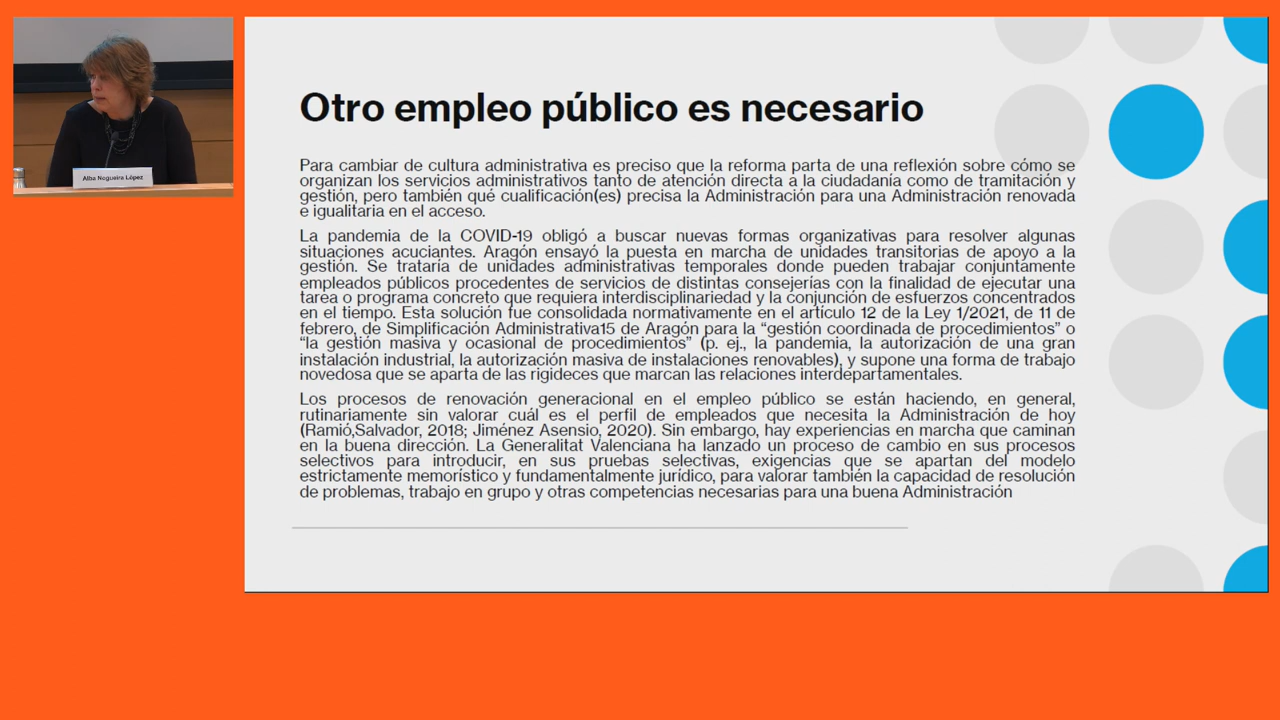 Alba Nogueira López
Otro empleo público es necesario
Para cambiar de cultura administrativa es preciso que la reforma parta de una reflexión sobre cómo se
organizan los servicios administrativos tanto de atención directa a la ciudadanía como de tramitación y
gestión, pero también qué cualificación(es) precisa la Administración para una Administración renovada
e igualitaria en el acceso.
La pandemia de la COVID-19 obligó a buscar nuevas formas organizativas para resolver algunas
situaciones acuciantes. Aragón ensayó la puesta en marcha de unidades transitorias de apoyo a la
gestión. Se trataría de unidades administrativas temporales donde pueden trabajar conjuntamente
empleados públicos procedentes de servicios de distintas consejerías con la finalidad de ejecutar una
tarea o programa concreto que requiera interdisciplinariedad y la conjunción de esfuerzos concentrados
en el tiempo. Esta solución fue consolidada normativamente en el artículo 12 de la Ley 1/2021, de 11 de
febrero, de Simplificación Administrativa15 de Aragón para la “gestión coordinada de procedimientos” o
“la gestión masiva y ocasional de procedimientos” (p. ej., la pandemia, la autorización de una gran
instalación industrial, la autorización masiva de instalaciones renovables), y supone una forma de trabajo
novedosa que se aparta de las rigideces que marcan las relaciones interdepartamentales.
Los procesos de renovación generacional en el empleo público se están haciendo, en general,
rutinariamente sin valorar cuál es el perfil de empleados que necesita la Administración de hoy
(Ramió,Salvador, 2018; Jiménez Asensio, 2020). Sin embargo, hay experiencias en marcha que caminan
en la buena dirección. La Generalitat Valenciana ha lanzado un proceso de cambio en sus procesos
selectivos para introducir, en sus pruebas selectivas, exigencias que se apartan del modelo
estrictamente memorístico y fundamentalmente jurídico, para valorar también la capacidad de resolución
de problemas, trabajo en grupo y otras competencias necesarias para una buena Administración